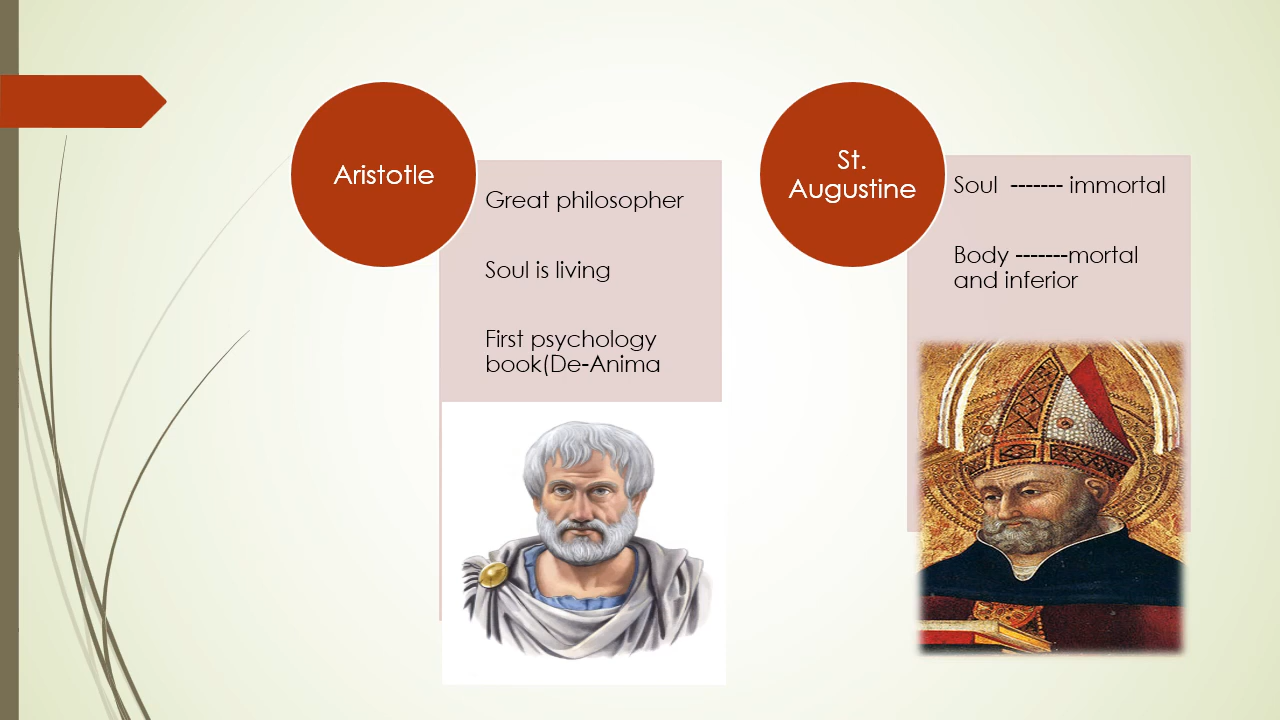 Aristotle
Great philosopher
Soul is living
First psychology
book(De-Anima
St.
Augustine
Soul ------- immortal
Body -------mortal
and inferior